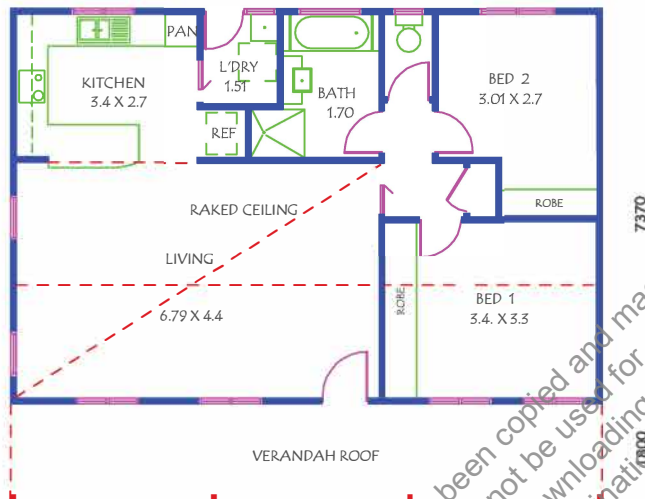 PAN
KITCHEN
3.4 X 2.7
L'DRY
1.51
BATH
1.70
BED 2
3.01 X 2.7
REF
ROBE
RAKED CEILING
7370
LIVING
6.79 X 4.4
ROBE
BED 1
3.4. X 3.3
VERANDAH ROOF
been copied and
not be used for